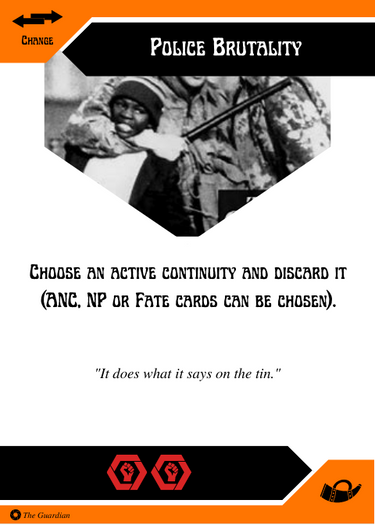 Change
Police Brutality
Choose an active continuity and discard it
(ANC, NP or Fate cards can be chosen).
"It does what it says on the tin."
The Guardian